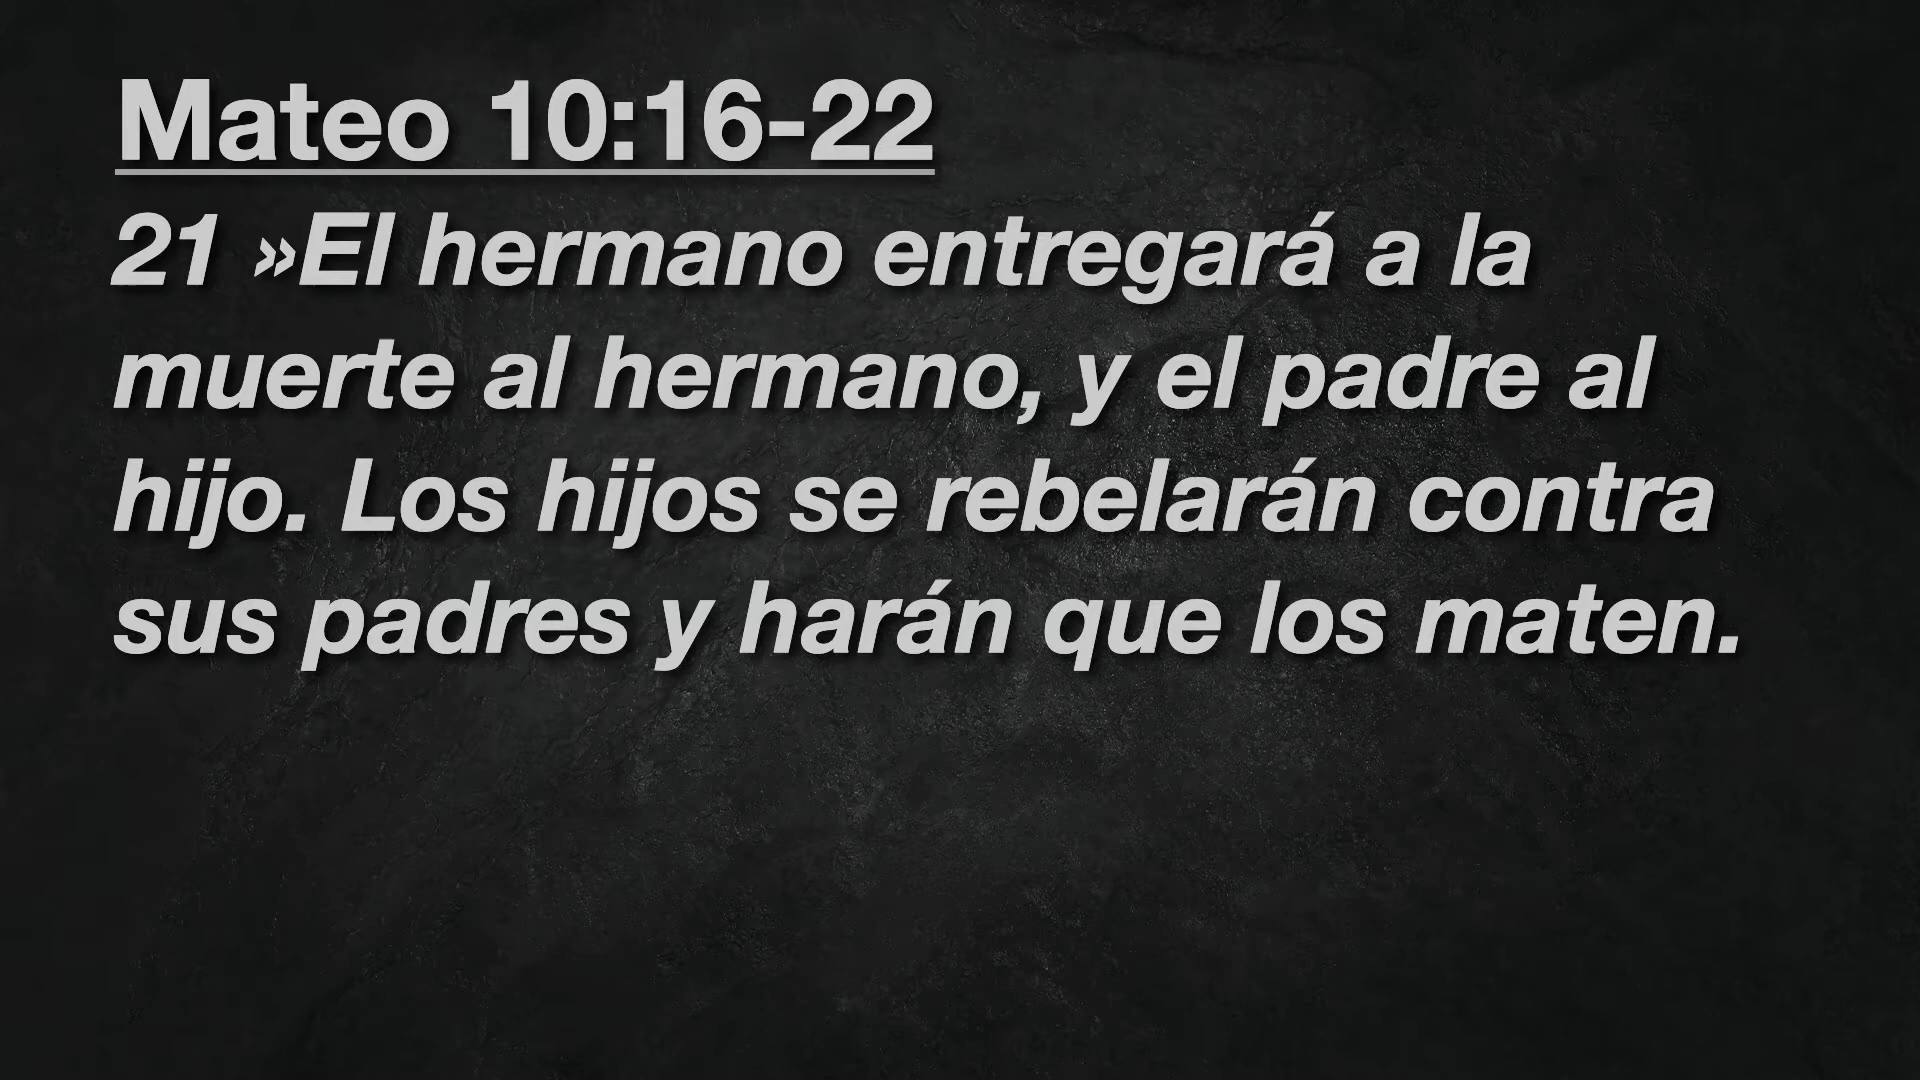 Mateo 10:16-22
21 »El hermano entregará a la
muerte al hermano, y el padre al
hijo. Los hijos se rebelarán contra
sus padres y harán que los maten.